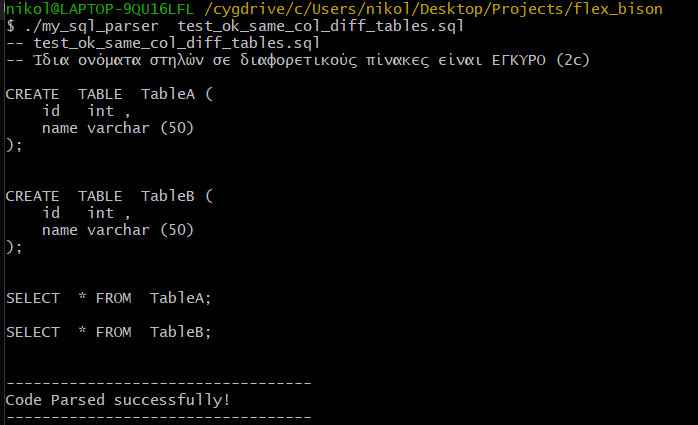 nikol@LAPTOP-9QU16LFL /cygdrive/c/Users/nikol/Desktop/Projects/flex_bison
$ ./my_sql_parser  test_ok_same_col_diff_tables.sql
-- test_ok_same_col_diff_tables.sql
-- Ίδια ονόματα στηλών σε διαφορετικούς πίνακες είναι ΕΓΚΥΡΟ (2c)
CREATE  TABLE  TableA (
    id   int ,
    name varchar (50)
);
CREATE  TABLE  TableB (
    id   int ,
    name varchar (50)
);
SELECT  * FROM  TableA;
SELECT  * FROM  TableB;
----------------------------------
Code Parsed successfully!
----------------------------------